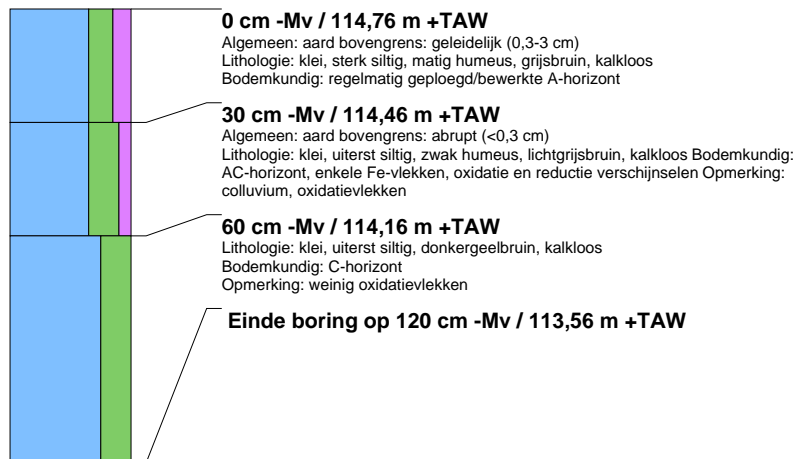 0 cm -Mv / 114,76 m +TAW
Algemeen: aard bovengrens: geleidelijk (0,3-3 cm)
Lithologie: klei, sterk siltig, matig humeus, grijsbruin, kalkloos
Bodemkundig: regelmatig geploegd/bewerkte A-horizont
30 cm -Mv / 114,46 m +TAW
Algemeen: aard bovengrens: abrupt (<0,3 cm)
Lithologie: klei, uiterst siltig, zwak humeus, lichtgrijsbruin, kalkloos Bodemkundig:
AC-horizont, enkele Fe-vlekken, oxidatie en reductie verschijnselen Opmerking:
colluvium, oxidatievlekken
60 cm -Mv / 114,16 m +TAW
Lithologie: klei, uiterst siltig, donkergeelbruin, kalkloos
Bodemkundig: C-horizont
Opmerking: weinig oxidatievlekken
Einde boring op 120 cm -Mv / 113,56 m +TAW